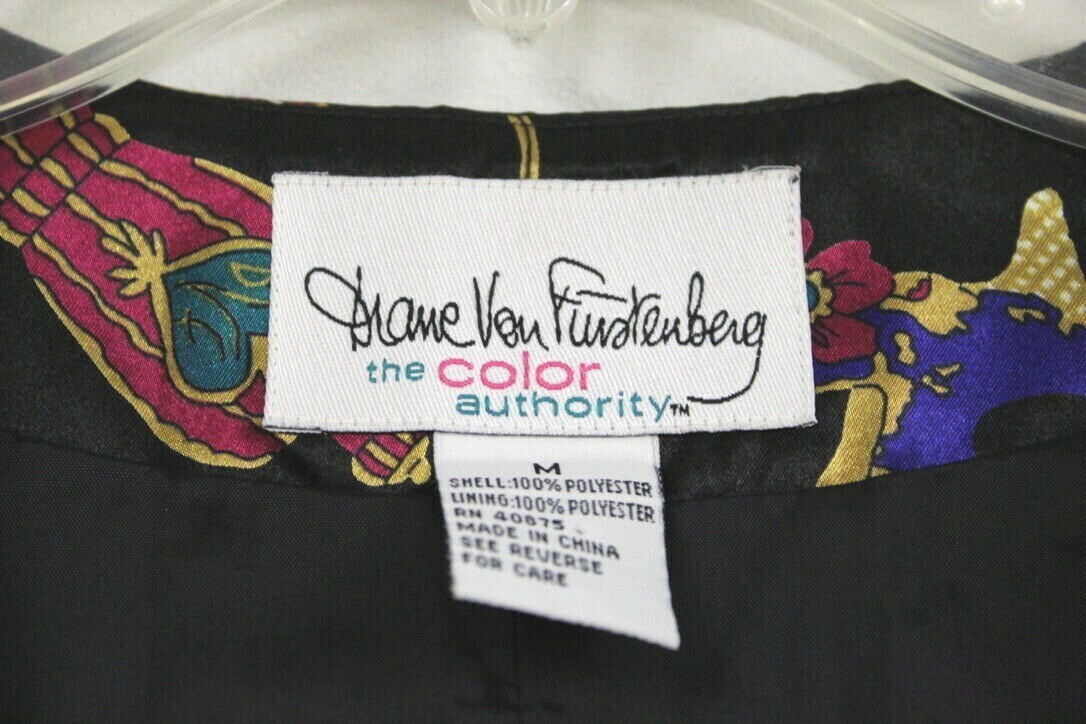 Diane Von Furstenberg
the color
authority™
M
SHELL:100% POLYESTER
LINING:100% POLYESTER
RN 40875
MADE IN CHINA
SEE REVERSE
FOR CARE